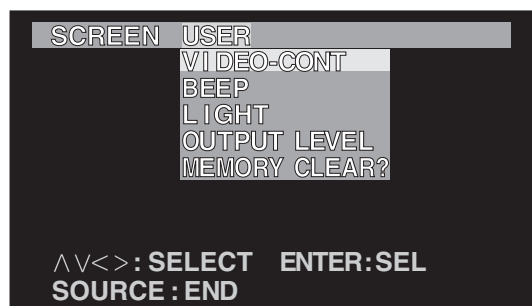 SCREEN USER
VIDEO-CONT
BEEP
LIGHT
OUTPUT LEVEL
MEMORY CLEAR?
∧∨<>: SELECT ENTER:SEL
SOURCE : END